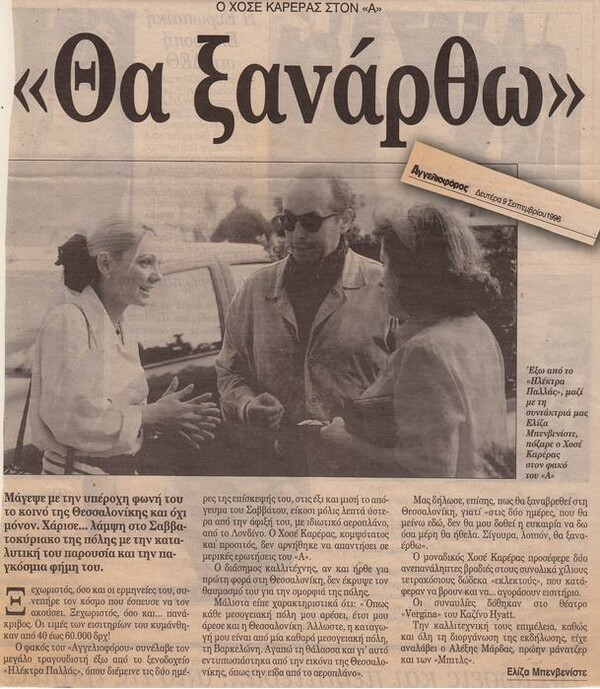 Ο ΧΟΣΕ ΚΑΡΕΡΑΣ ΣΤΟΝ «Α»
«Θα ξανάρθω»
Αγγελιοφόρος Δευτέρα 9 Σεπτεμβρίου 1996
Έξω από το
«Ηλέκτρα
Παλλάς», μαζί
με τη
συντάκτριά μας
Ελίζα
Μπενβενίστε,
πόζαρε ο Χοσέ
Καρέρας
στον φακό
του «Α»
Μάγεψε με την υπέροχη φωνή του
το κοινό της Θεσσαλονίκης και όχι
μόνον. Χάρισε... λάμψη στο Σαββα-
τοκύριακο της πόλης με την κατα-
λυτική του παρουσία και την πα-
γκόσμια φήμη του.
Ξεχωριστός, όσο και οι ερμηνείες του, συ-
νεπήρε τον κόσμο που έσπευσε να τον
ακούσει. Ξεχωριστός, όσο και... πανά-
κριβος. Οι τιμές των εισιτηρίων του κυμάνθη-
καν από 40 έως 60.000 δρχ!
Ο φακός του «Αγγελιοφόρου» συνέλαβε τον
μεγάλο τραγουδιστή έξω από το ξενοδοχείο
«Ηλέκτρα Παλλάς», όπου διέμεινε τις δύο ημέ-
ρες της επίσκεψής του, στις έξι και μισή το από-
γευμα του Σαββάτου, είκοσι μόλις λεπτά ύστε-
ρα από την άφιξή του, με ιδιωτικό αεροπλάνο,
από το Λονδίνο. Ο Χοσέ Καρέρας, κομψότατος
και προσιτός, δεν αρνήθηκε να απαντήσει σε
μερικές ερωτήσεις του «Α».
Ο διάσημος καλλιτέχνης, αν και ήρθε για
πρώτη φορά στη Θεσσαλονίκη, δεν έκρυψε τον
θαυμασμό του για την ομορφιά της πόλης.
Μάλιστα είπε χαρακτηριστικά ότι: «Όπως
κάθε μεσογειακή πόλη μου αρέσει, έτσι μου
άρεσε και η Θεσσαλονίκη. Άλλωστε, η καταγω-
γή μου είναι από μία καθαρά μεσογειακή πόλη,
τη Βαρκελώνη. Αγαπώ τη θάλασσα και γι' αυτό
εντυπωσιάστηκα από την εικόνα της Θεσσαλο-
νίκης, όπως την είδα από το αεροπλάνο».
Μας δήλωσε, επίσης, πως θα ξαναβρεθεί στη
Θεσσαλονίκη, γιατί «στις δύο ημέρες, που θα
μείνω εδώ, δεν θα μου δοθεί η ευκαιρία να δω
όσα μέρη θα ήθελα. Σίγουρα, λοιπόν, θα ξαναρ-
θω».
Ο μοναδικός Χοσέ Καρέρας προσέφερε δύο
ανεπανάληπτες βραδιές στους συνολικά χίλιους
τετρακόσιους δώδεκα «εκλεκτούς», που κατά-
φεραν να βρουν-και να... αγοράσουν εισιτήριο.
Οι συναυλίες δόθηκαν στο θέατρο
«Vergina» του Καζίνο Hyatt.
Την καλλιτεχνική τους επιμέλεια, καθώς
και όλη τη διοργάνωση της εκδήλωσης, είχε
αναλάβει ο Αλέξης Μάρδας, πρώην μάνατζερ
και των «Μπιτλς».
Ελίζα Μπενβενίστε